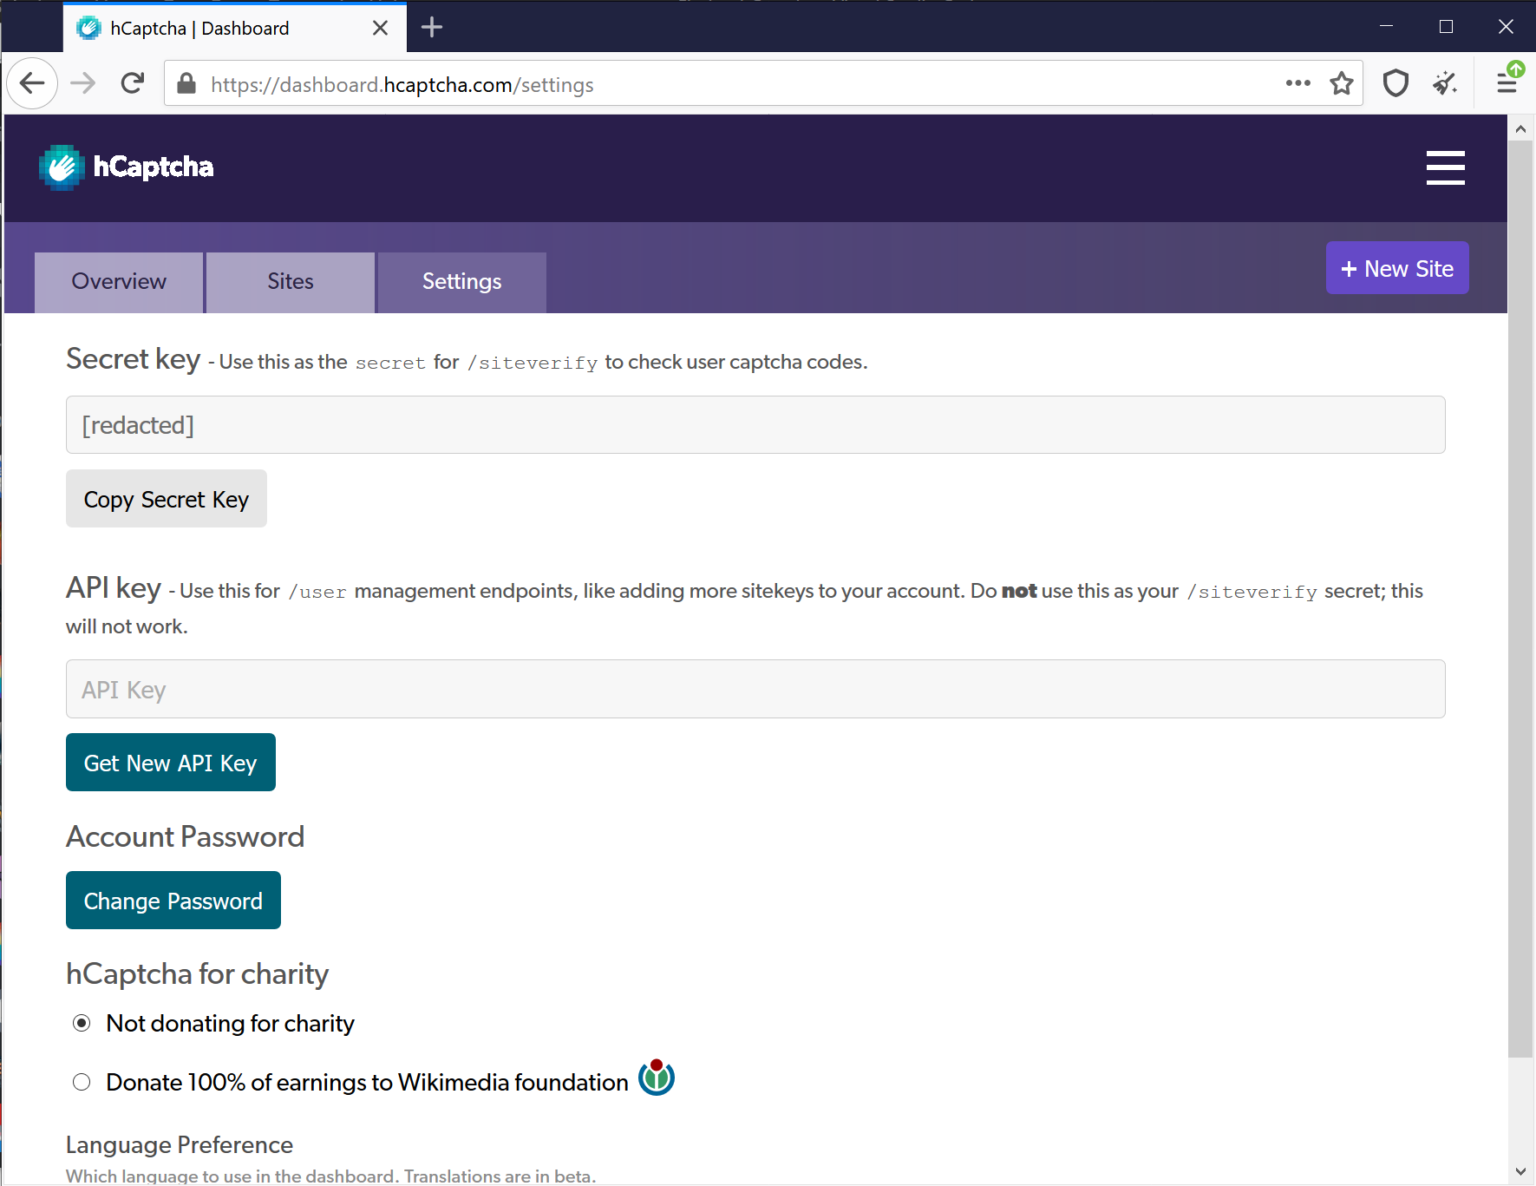 hCaptcha | Dashboard
https://dashboard.hcaptcha.com/settings
hCaptcha
Overview
Sites
Settings
+ New Site
Secret key - Use this as the secret for /siteverify to check user captcha codes.
[redacted]
Copy Secret Key
API key - Use this for /user management endpoints, like adding more sitekeys to your account. Do not use this as your /siteverify secret; this
will not work.
API Key
Get New API Key
Account Password
Change Password
hCaptcha for charity
Not donating for charity
Donate 100% of earnings to Wikimedia foundation
Language Preference
Which language to use in the dashboard. Translations are in beta.